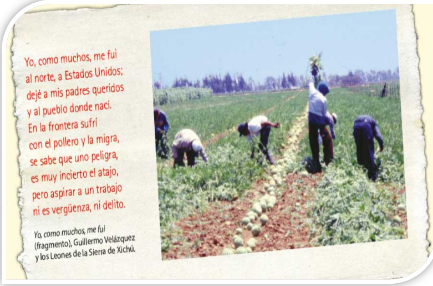 Yo, como muchos, me fui
al norte, a Estados Unidos;
dejé a mis padres queridos
y al pueblo donde nací.
En la frontera sufrí
con el pollero y la migra,
se sabe que uno peligra,
es muy incierto el atajo,
pero aspirar a un trabajo
ni es vergüenza, ni delito.
Yo, como muchos, me fui
(fragmento), Guillermo Velázquez
y los Leones de la Sierra de Xichú.